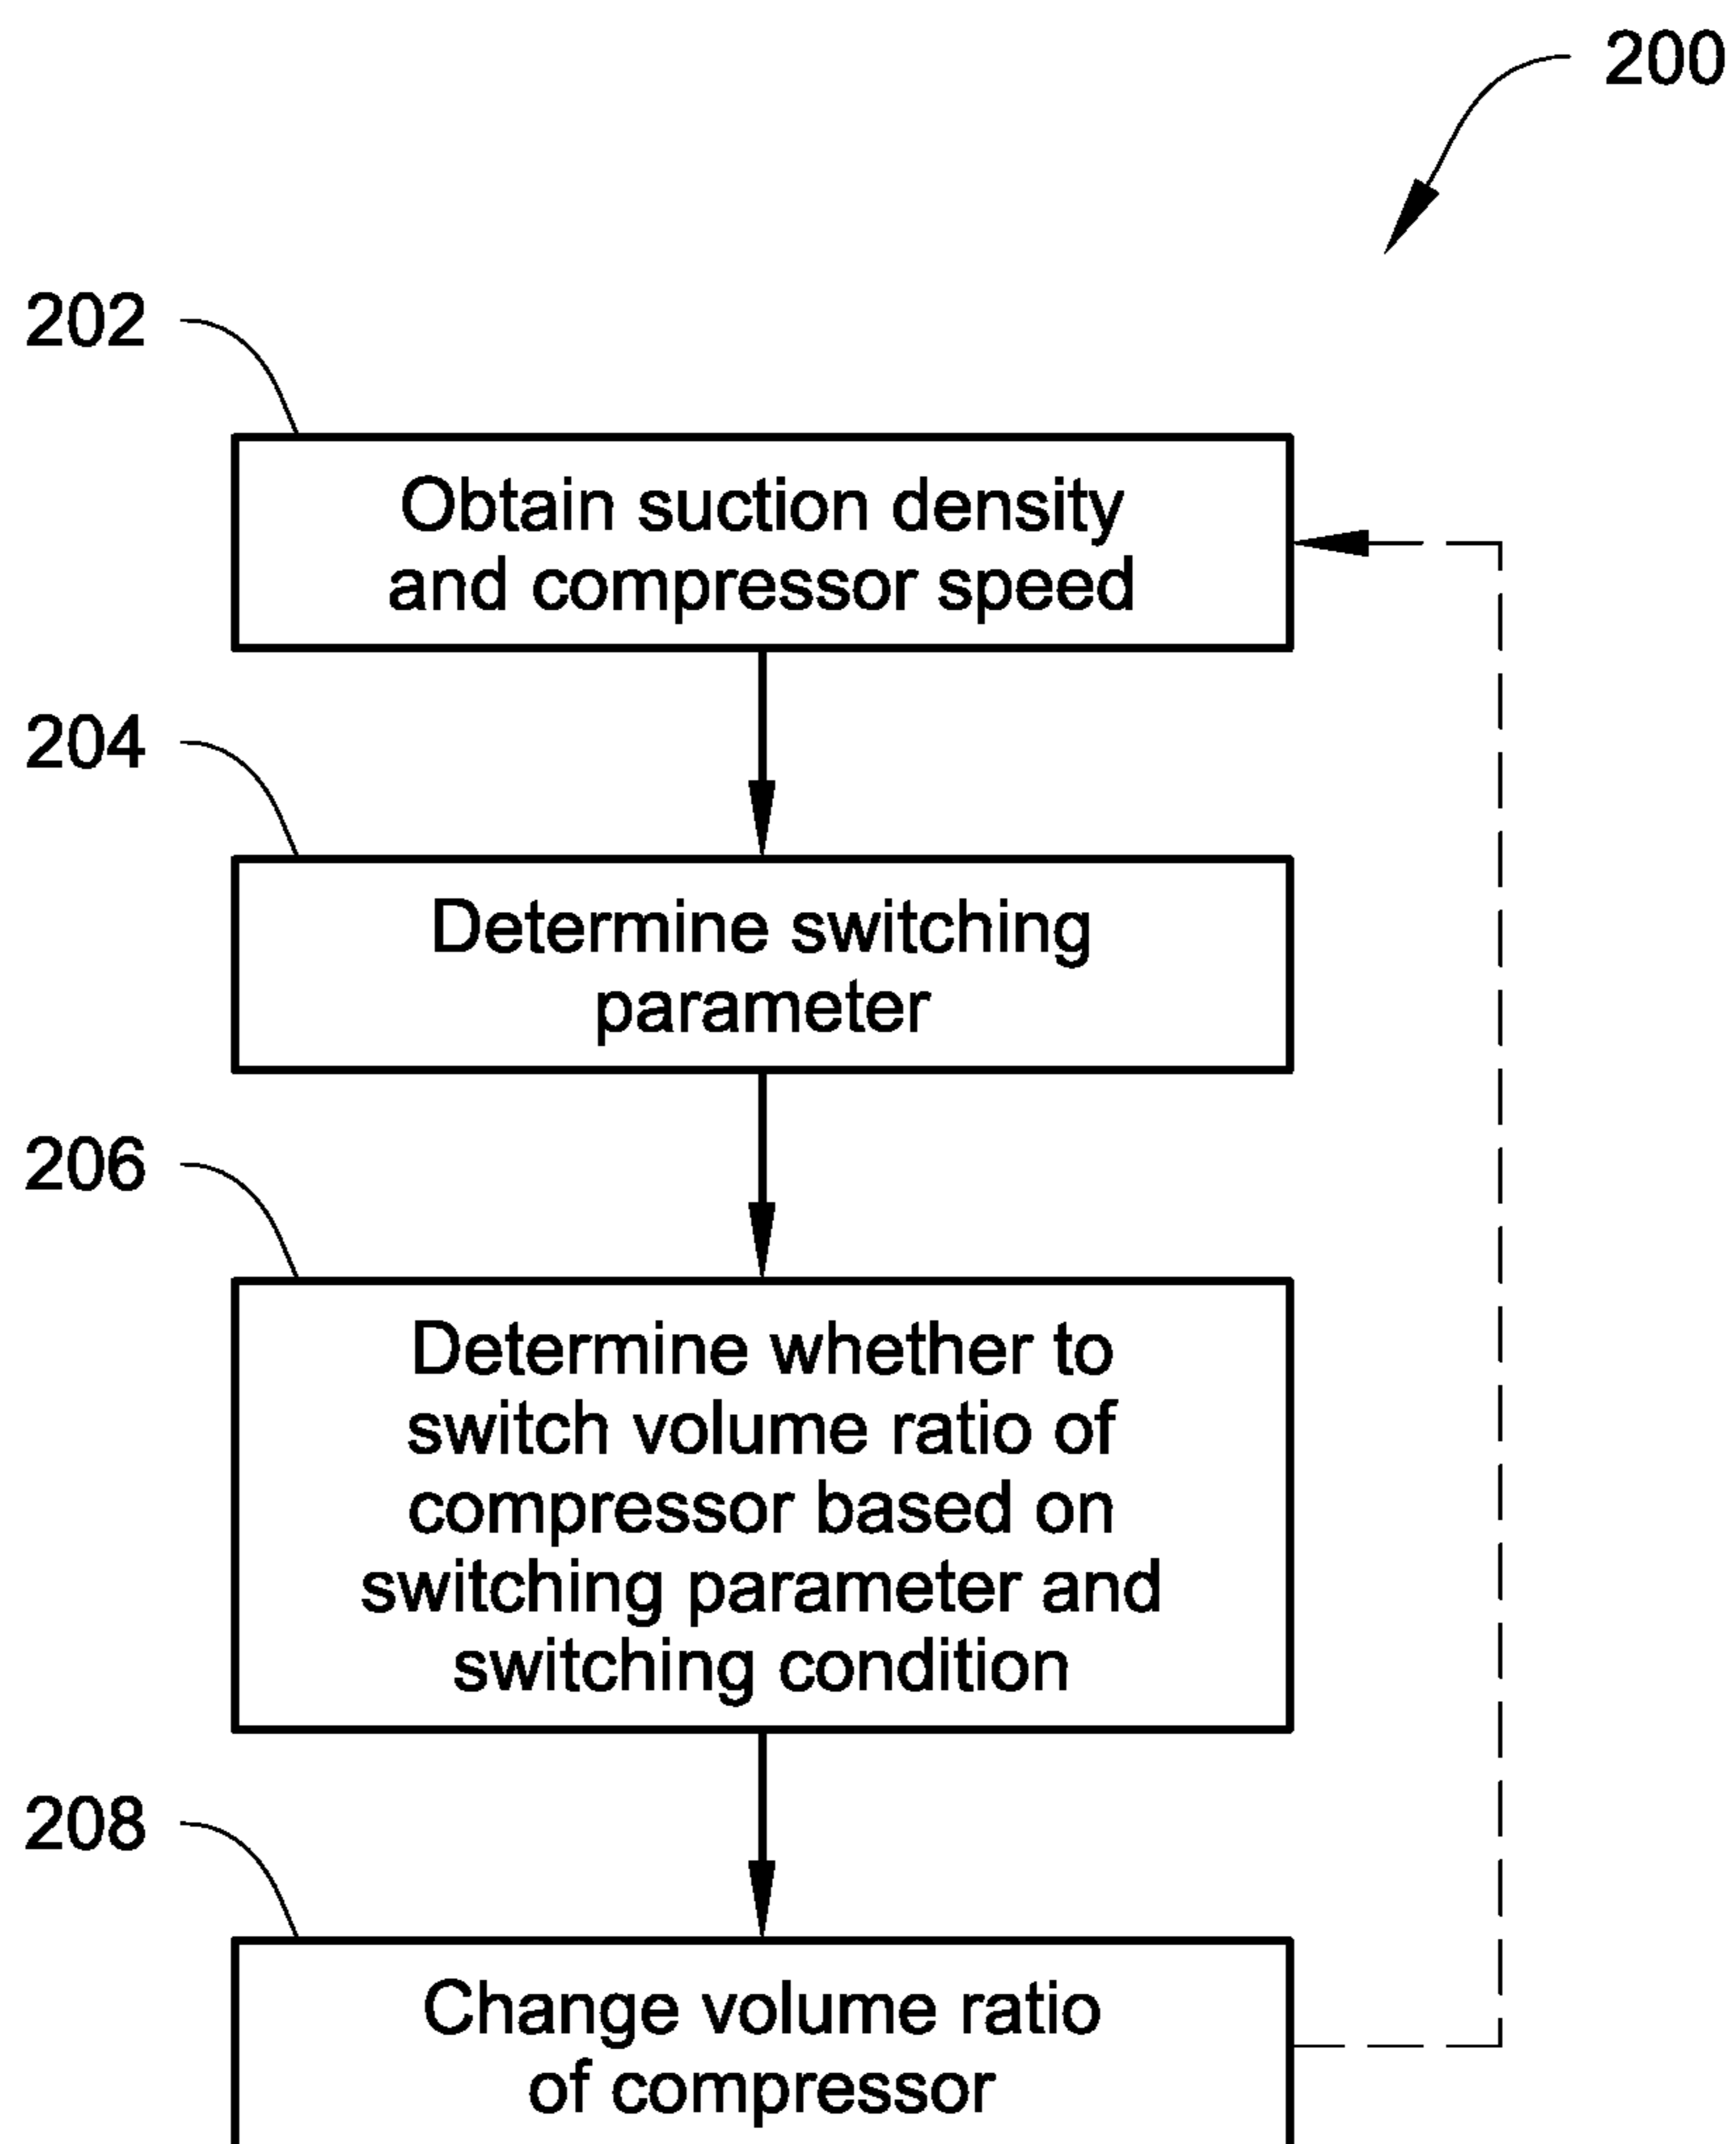 200
202
Obtain suction density
and compressor speed
204
Determine switching
parameter
206
Determine whether to
switch volume ratio of
compressor based on
switching parameter and
switching condition
208
Change volume ratio
of compressor